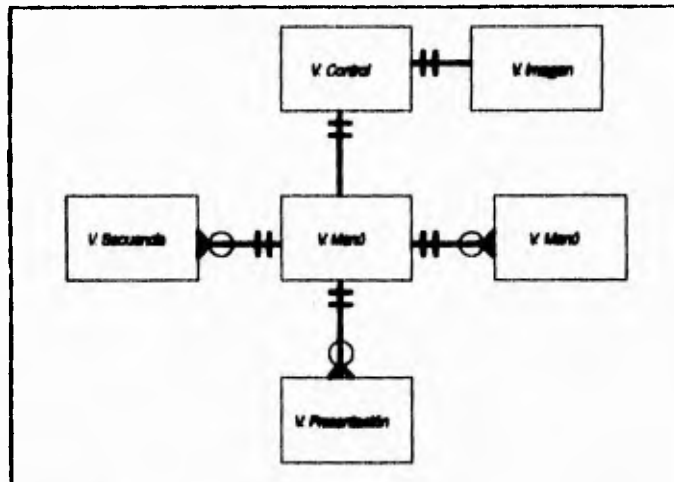 V. Control
V. Imagen
V. Secuencia
V. Menú
V. Menú
V. Presentación